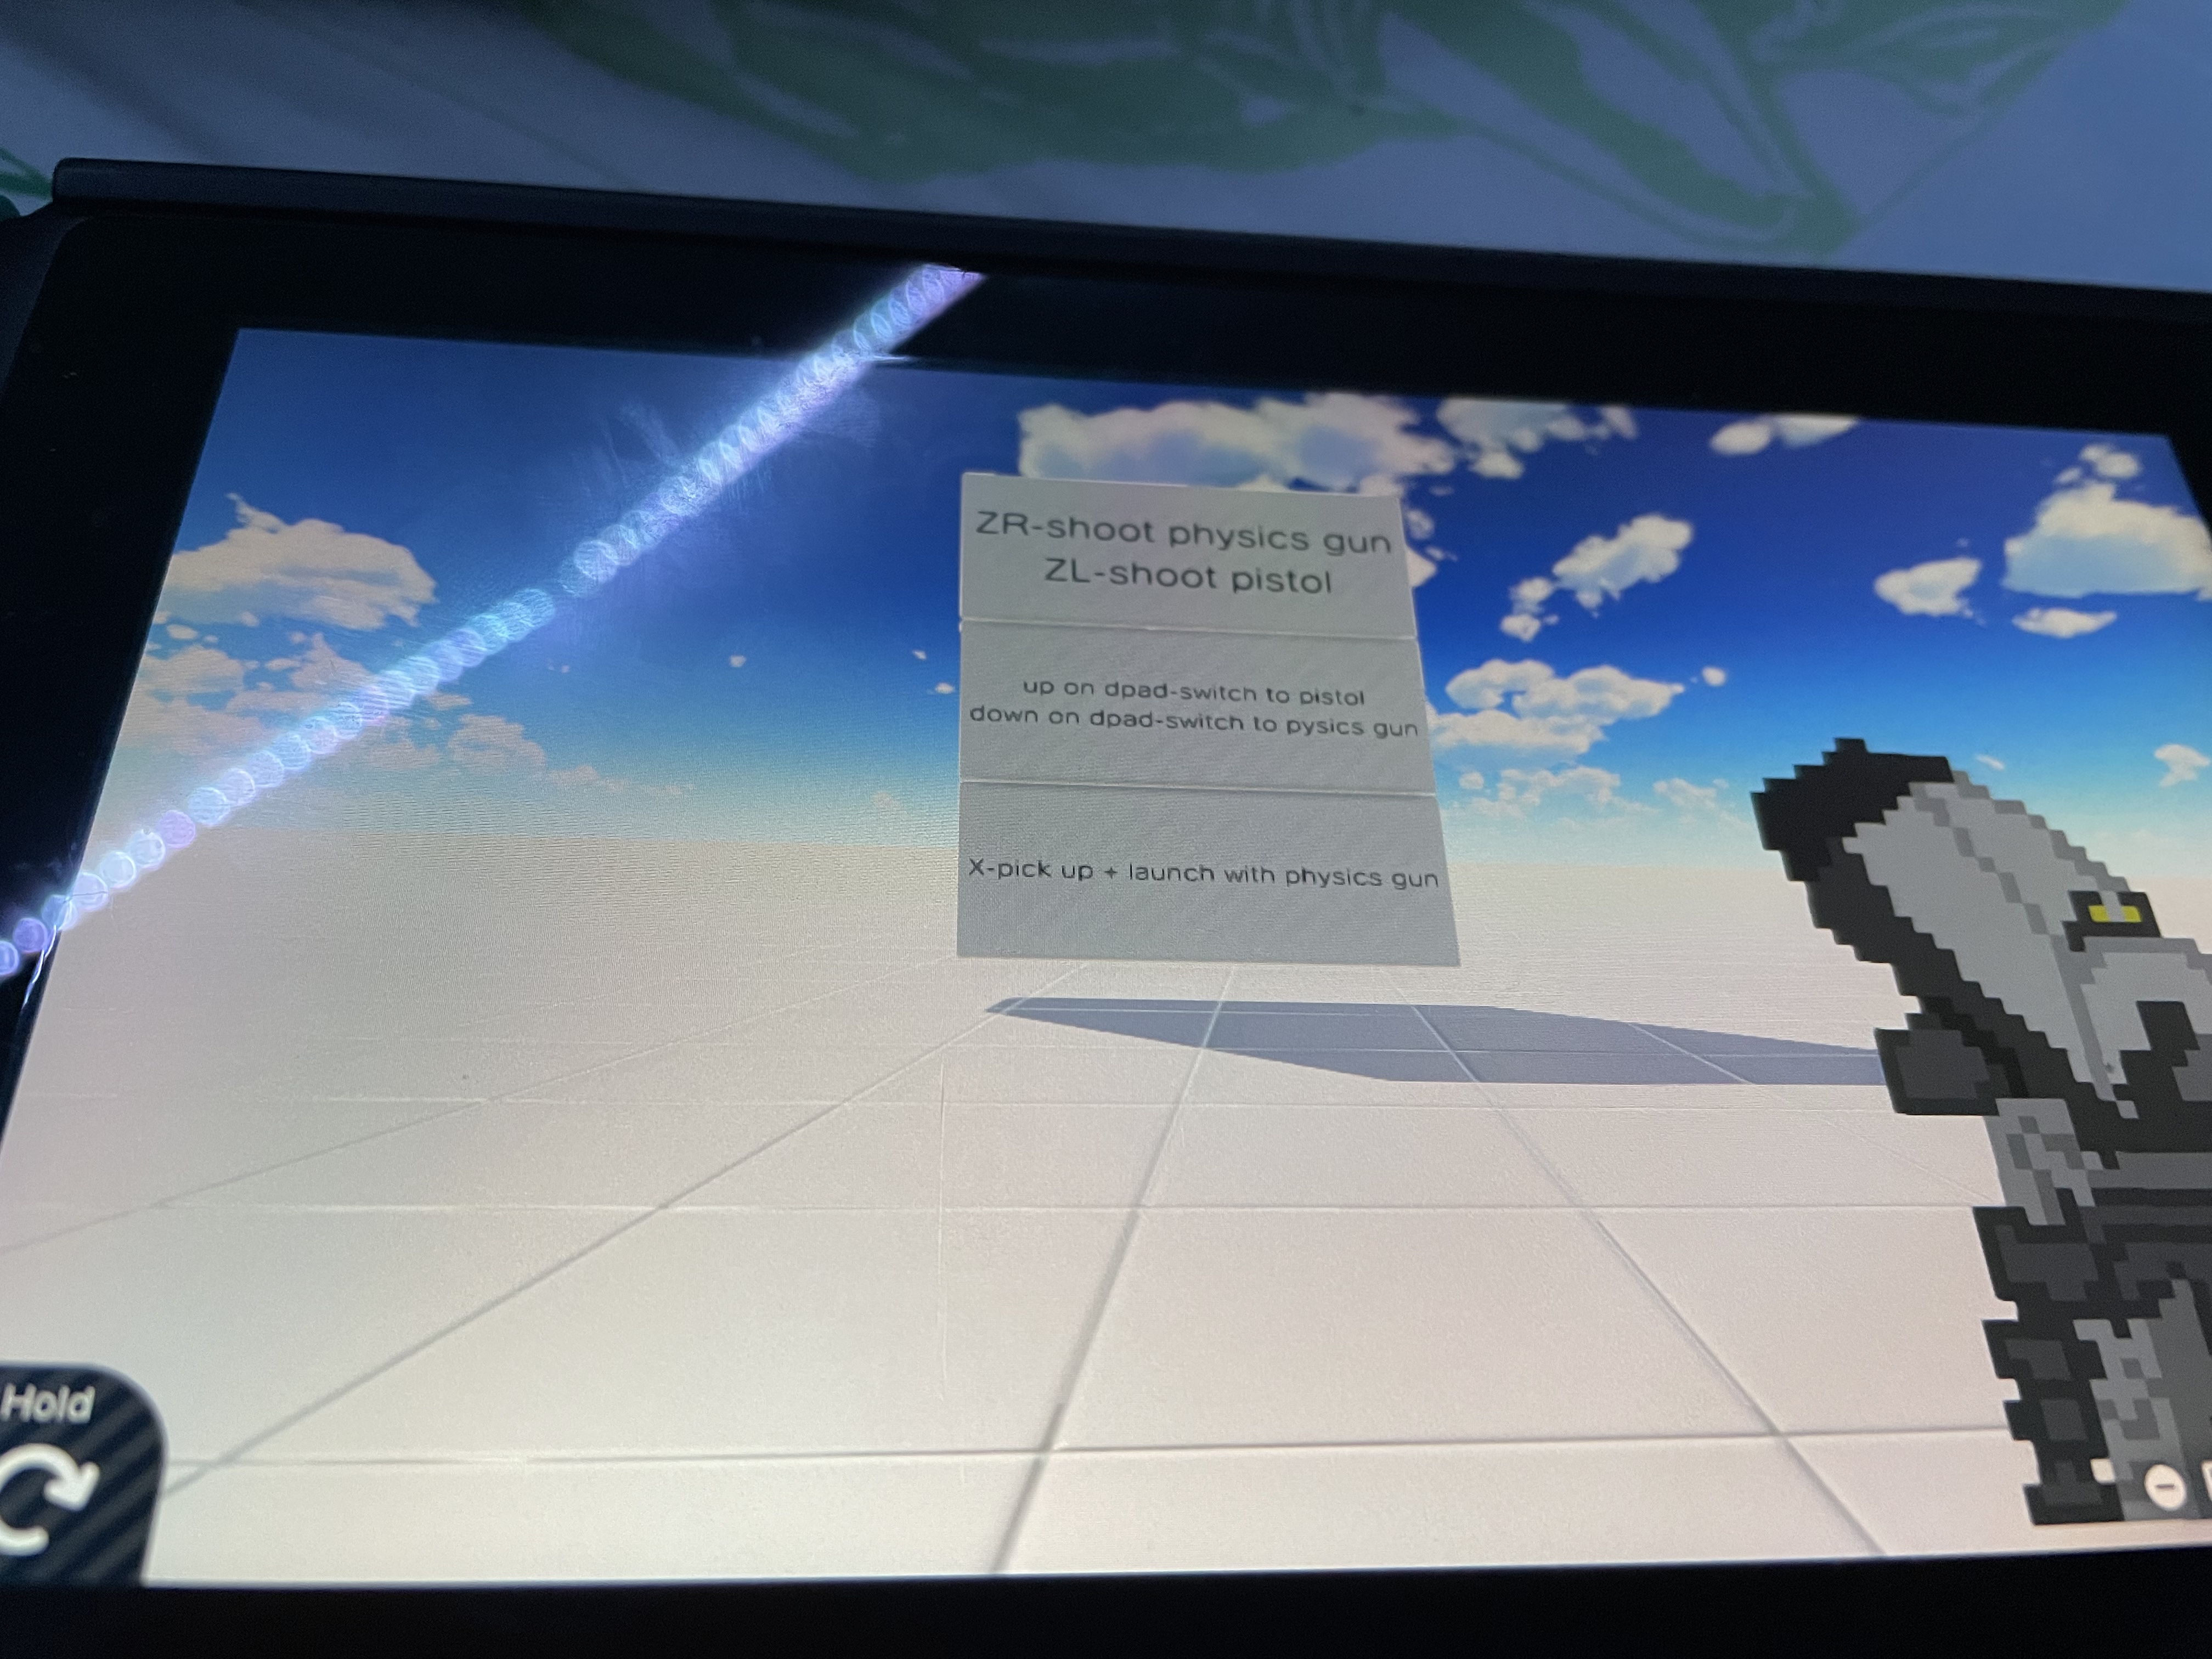 ZR-shoot physics gun
ZL-shoot pistol
up on dpad-switch to pistol
down on dpad-switch to pysics gun
X-pick up + launch with physics gun
Hold